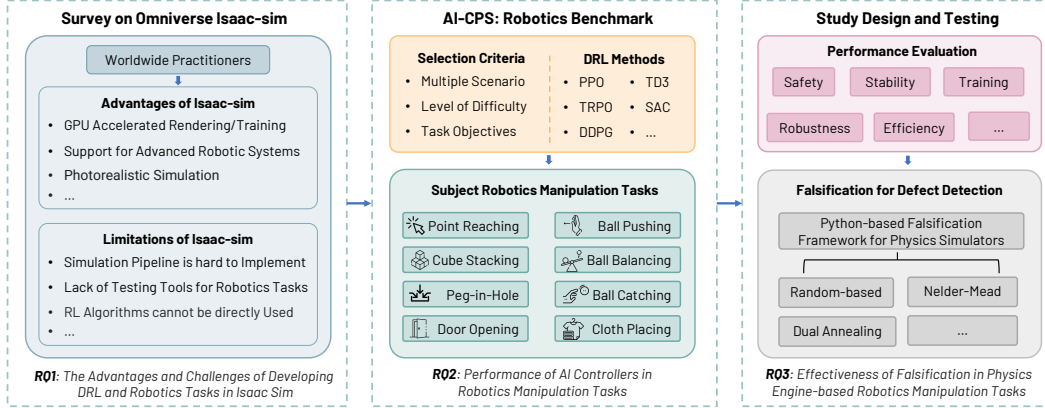 Survey on Omniverse Isaac-sim
Worldwide Practitioners
Advantages of Isaac-sim
• GPU Accelerated Rendering/Training
• Support for Advanced Robotic Systems
• Photorealistic Simulation
• ...
Limitations of Isaac-sim
• Simulation Pipeline is hard to Implement
• Lack of Testing Tools for Robotics Tasks
• RL Algorithms cannot be directly Used
• ...
RQ1: The Advantages and Challenges of Developing
DRL and Robotics Tasks in Isaac Sim
AI-CPS: Robotics Benchmark
Selection Criteria
• Multiple Scenario
• Level of Difficulty
• Task Objectives
DRL Methods
• PPO • TD3
• TRPO • SAC
• DDPG • ...
Subject Robotics Manipulation Tasks
Point Reaching
Ball Pushing
Cube Stacking
Ball Balancing
Peg-in-Hole
Ball Catching
Door Opening
Cloth Placing
RQ2: Performance of AI Controllers in
Robotics Manipulation Tasks
Study Design and Testing
Performance Evaluation
Safety
Stability
Training
Robustness
Efficiency
...
Falsification for Defect Detection
Python-based Falsification
Framework for Physics Simulators
Random-based
Nelder-Mead
Dual Annealing
...
RQ3: Effectiveness of Falsification in Physics
Engine-based Robotics Manipulation Tasks